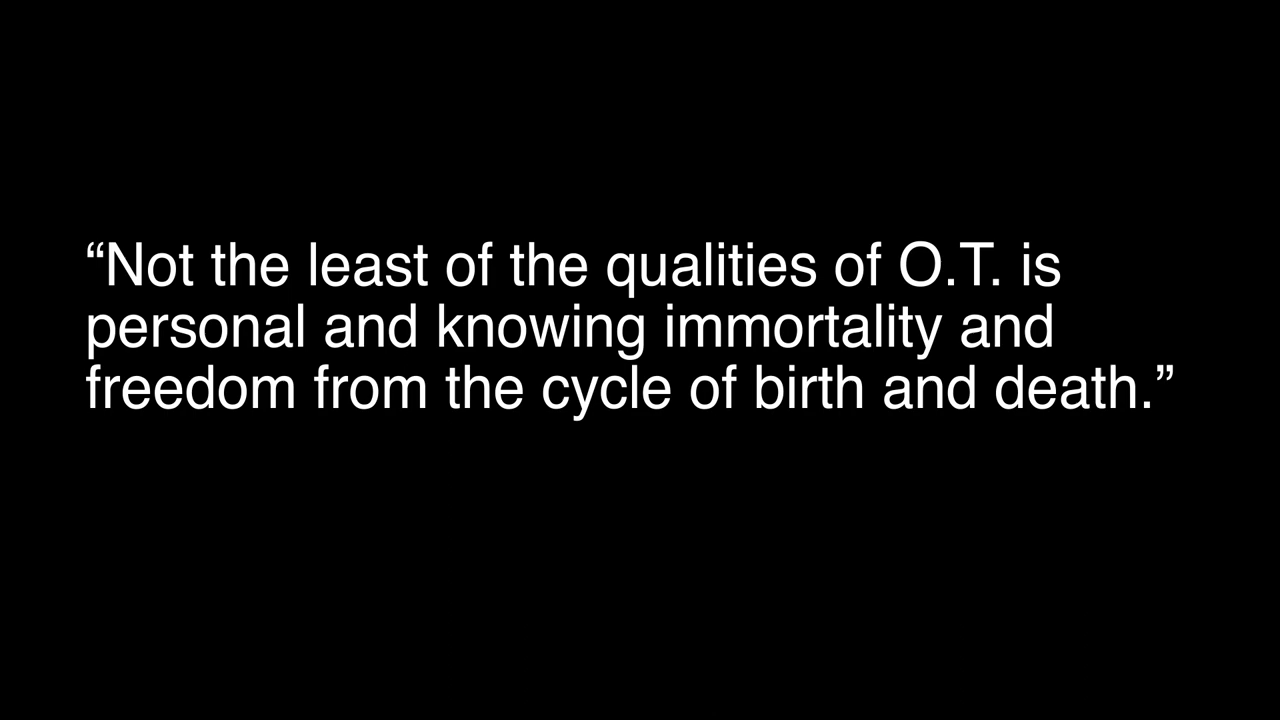 “Not the least of the qualities of O.T. is
personal and knowing immortality and
freedom from the cycle of birth and death.”